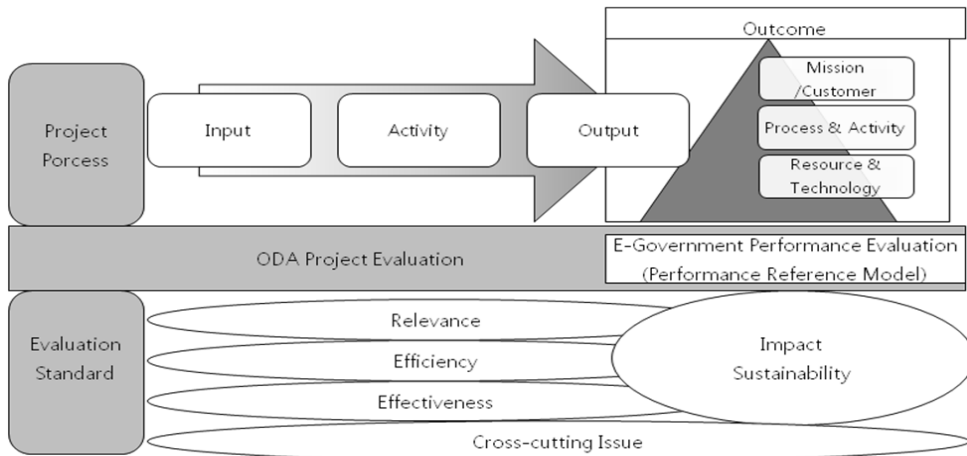 Outcome
Mission
/Customer
Project
Porcess
Input
Activity
Output
Process & Activity
Resource &
Technology
ODA Project Evaluation
E-Government Performance Evaluation
(Performance Reference Model)
Evaluation
Standard
Relevance
Efficiency
Effectiveness
Impact
Sustainability
Cross-cutting Issue